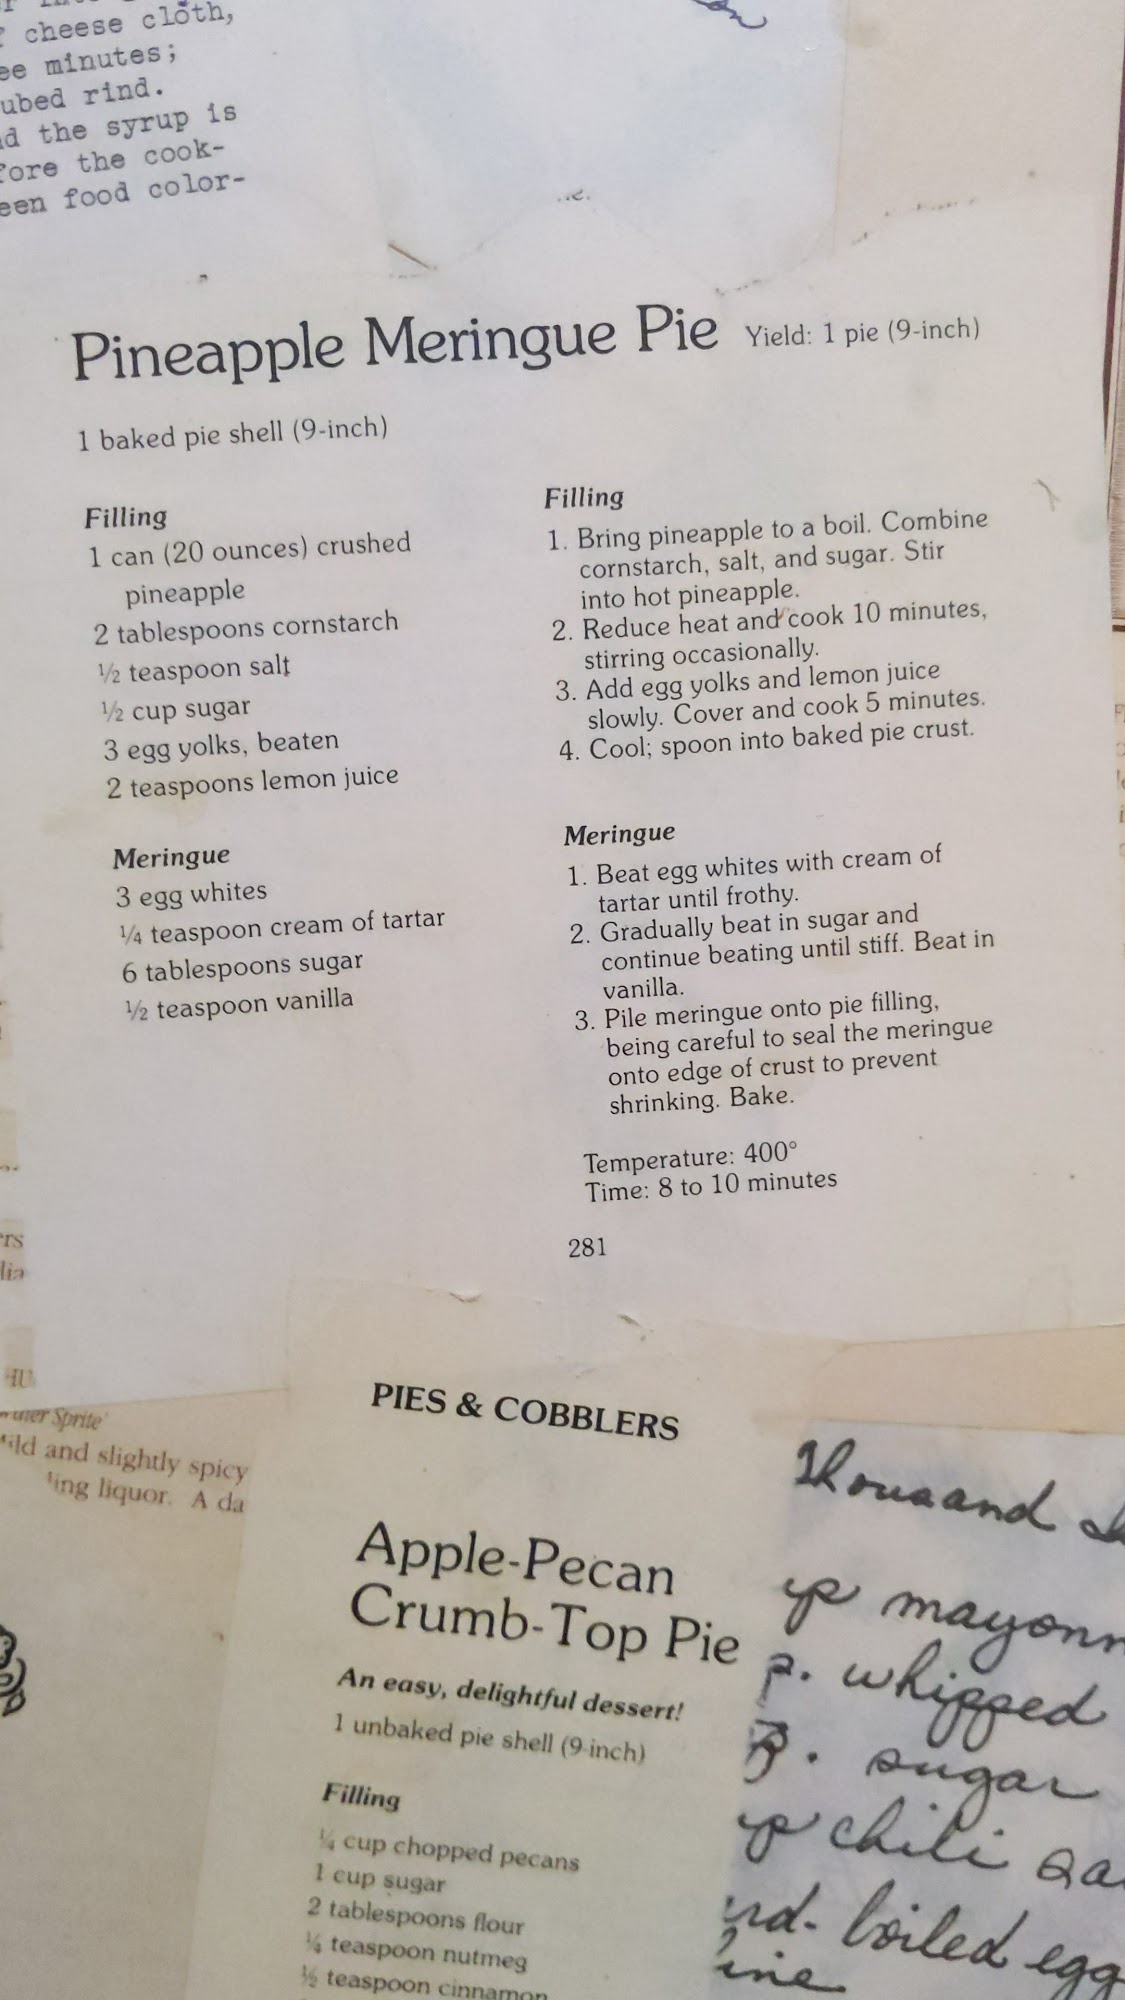 cheese cloth,
minutes;
rind.
the syrup is
the cook-
food color-
Pineapple Meringue Pie Yield: 1 pie (9-inch)
1 baked pie shell (9-inch)
Filling
1 can (20 ounces) crushed
pineapple
2 tablespoons cornstarch
½ teaspoon salt
½ cup sugar
3 egg yolks, beaten
2 teaspoons lemon juice
Meringue
3 egg whites
¼ teaspoon cream of tartar
6 tablespoons sugar
½ teaspoon vanilla
Filling
1. Bring pineapple to a boil. Combine
cornstarch, salt, and sugar. Stir
into hot pineapple.
2. Reduce heat and cook 10 minutes,
stirring occasionally.
3. Add egg yolks and lemon juice
slowly. Cover and cook 5 minutes.
4. Cool; spoon into baked pie crust.
Meringue
1. Beat egg whites with cream of
tartar until frothy.
2. Gradually beat in sugar and
continue beating until stiff. Beat in
vanilla.
3. Pile meringue onto pie filling,
being careful to seal the meringue
onto edge of crust to prevent
shrinking. Bake.
Temperature: 400°
Time: 8 to 10 minutes
281
Sprite'
and slightly spicy
liquor. A da
PIES & COBBLERS
Apple-Pecan
Crumb-Top Pie
An easy, delightful dessert!
1 unbaked pie shell (9-inch)
Filling
¼ cup chopped pecans
1 cup sugar
2 tablespoons flour
¼ teaspoon nutmeg
½ teaspoon cinnamon
Thousand
mayonn
whipped
sugar
chili sa
boiled egg